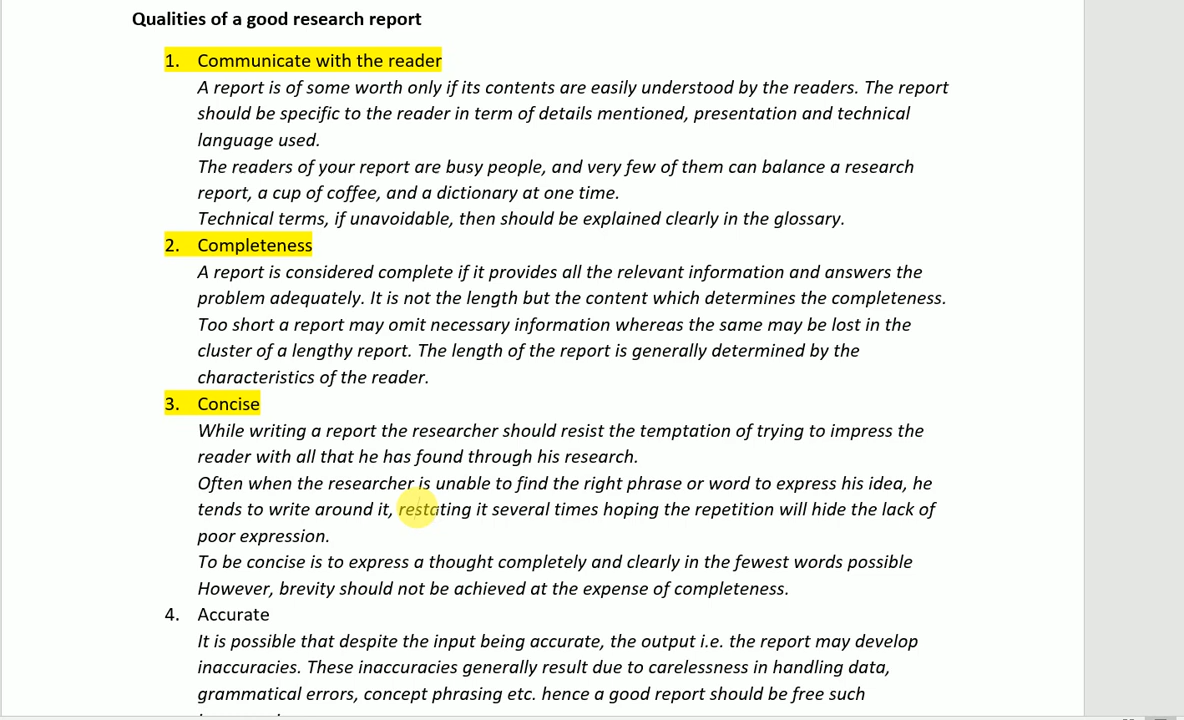 Qualities of a good research report
1. Communicate with the reader
A report is of some worth only if its contents are easily understood by the readers. The report
should be specific to the reader in term of details mentioned, presentation and technical
language used.
The readers of your report are busy people, and very few of them can balance a research
report, a cup of coffee, and a dictionary at one time.
Technical terms, if unavoidable, then should be explained clearly in the glossary.
2. Completeness
A report is considered complete if it provides all the relevant information and answers the
problem adequately. It is not the length but the content which determines the completeness.
Too short a report may omit necessary information whereas the same may be lost in the
cluster of a lengthy report. The length of the report is generally determined by the
characteristics of the reader.
3. Concise
While writing a report the researcher should resist the temptation of trying to impress the
reader with all that he has found through his research.
Often when the researcher is unable to find the right phrase or word to express his idea, he
tends to write around it, restating it several times hoping the repetition will hide the lack of
poor expression.
To be concise is to express a thought completely and clearly in the fewest words possible
However, brevity should not be achieved at the expense of completeness.
4. Accurate
It is possible that despite the input being accurate, the output i.e. the report may develop
inaccuracies. These inaccuracies generally result due to carelessness in handling data,
grammatical errors, concept phrasing etc. hence a good report should be free such